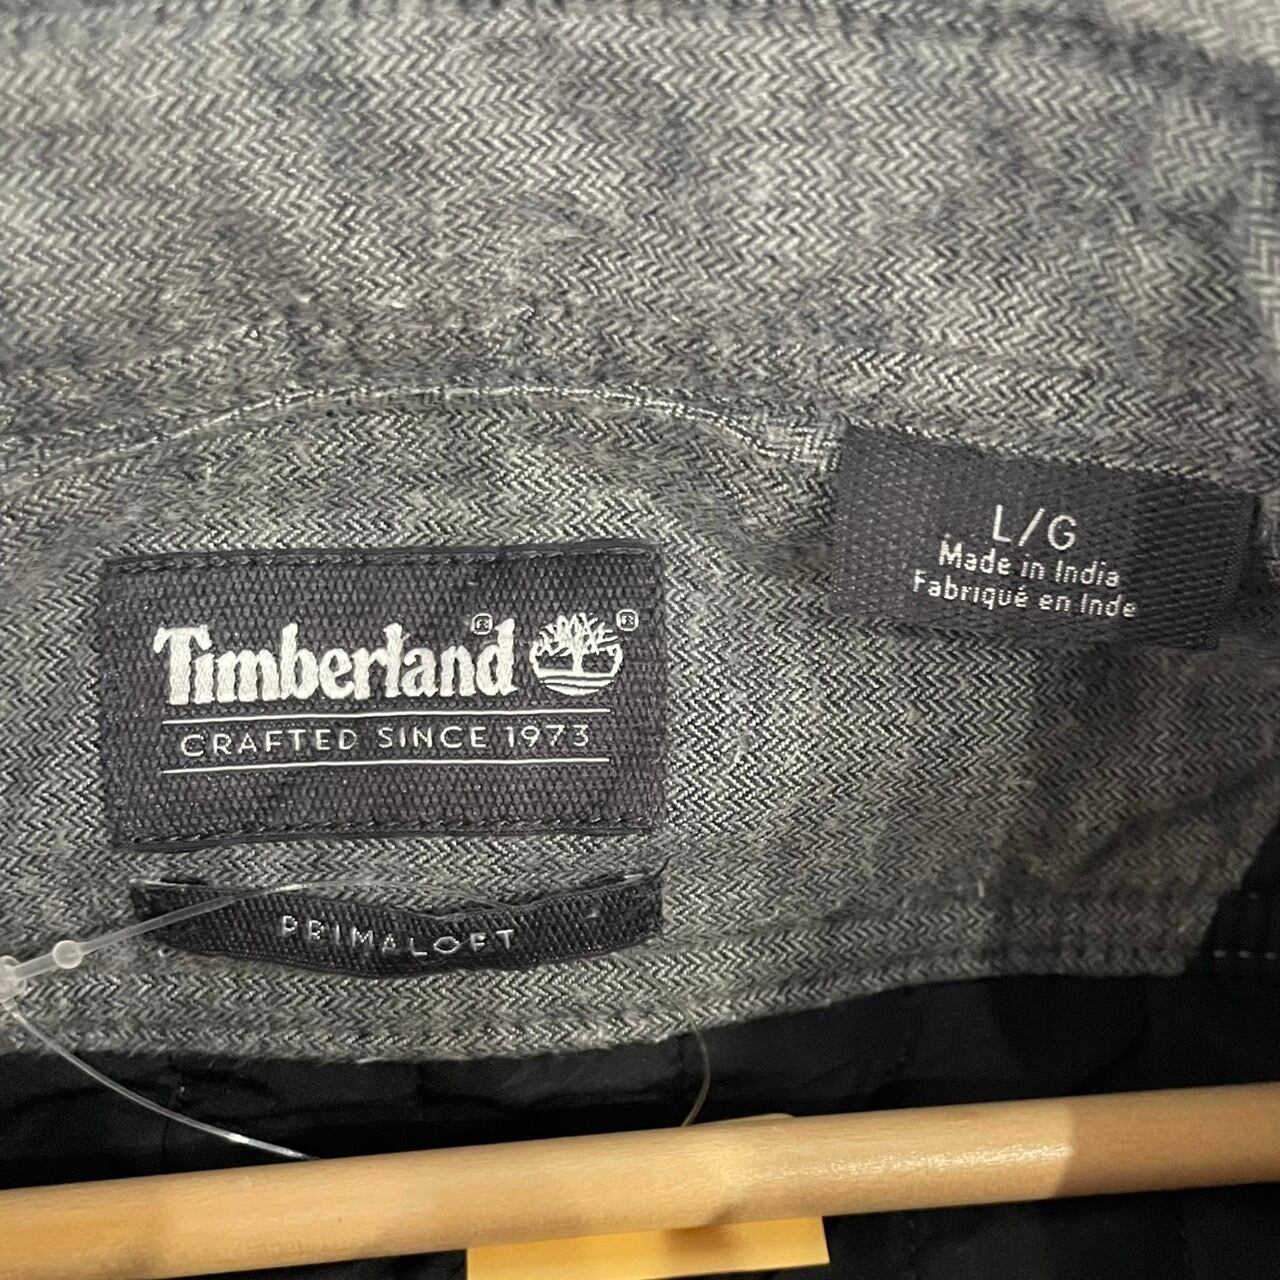 Timberland®
®
CRAFTED SINCE 1973
PRIMALOFT
L/G
Made in India
Fabriqué en Inde